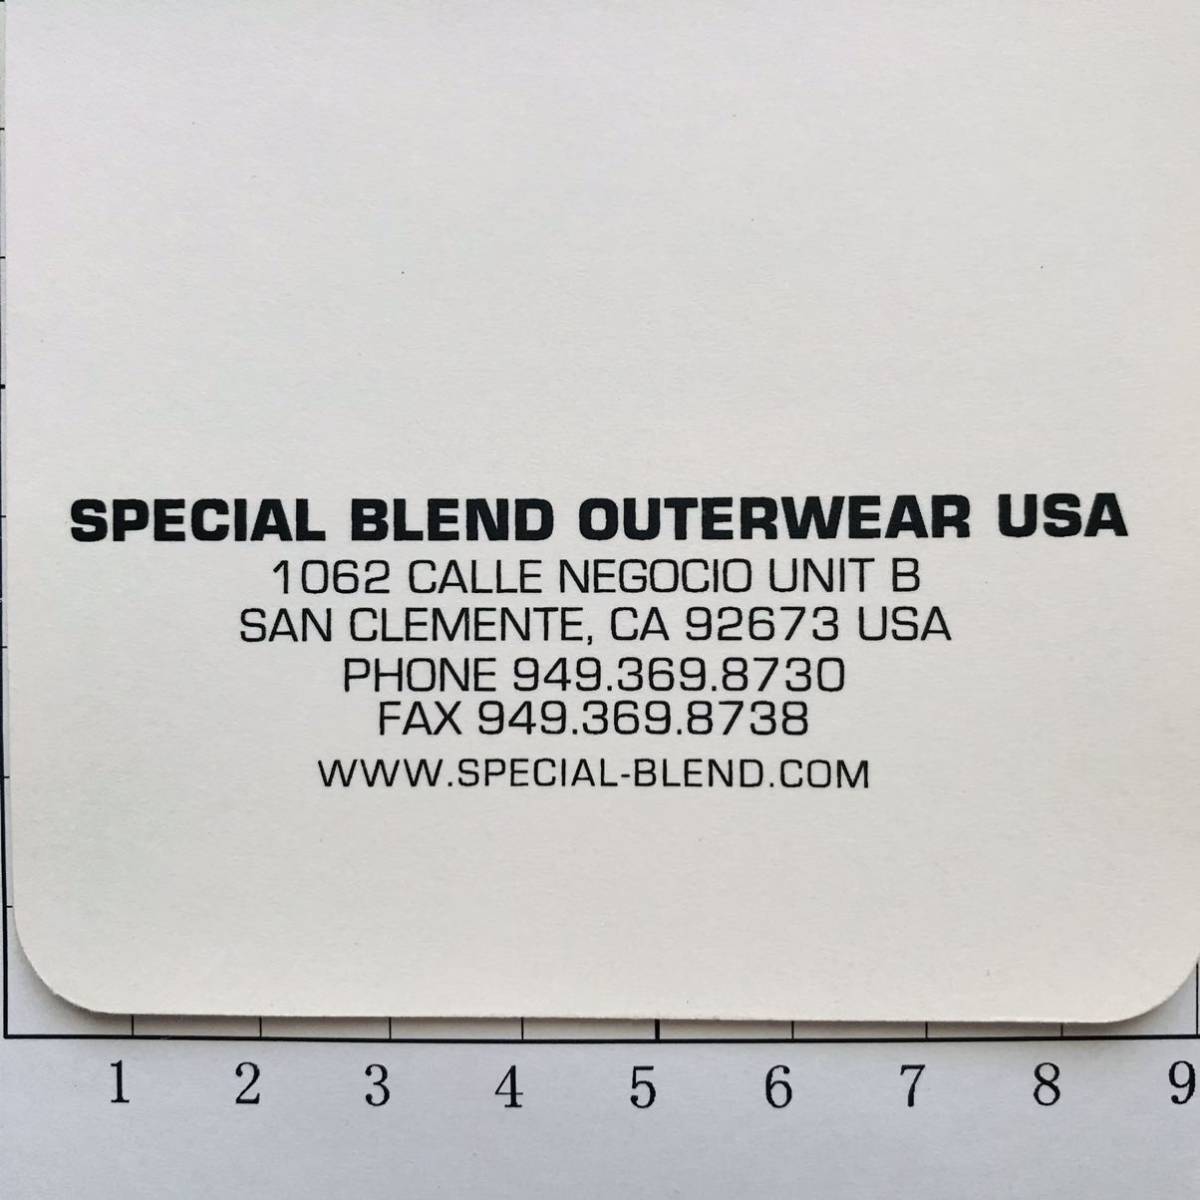 SPECIAL BLEND OUTERWEAR USA
1062 CALLE NEGOCIO UNIT B
SAN CLEMENTE, CA 92673 USA
PHONE 949.369.8730
FAX 949.369.8738
WWW.SPECIAL-BLEND.COM
1 2 3 4 5 6 7 8 9